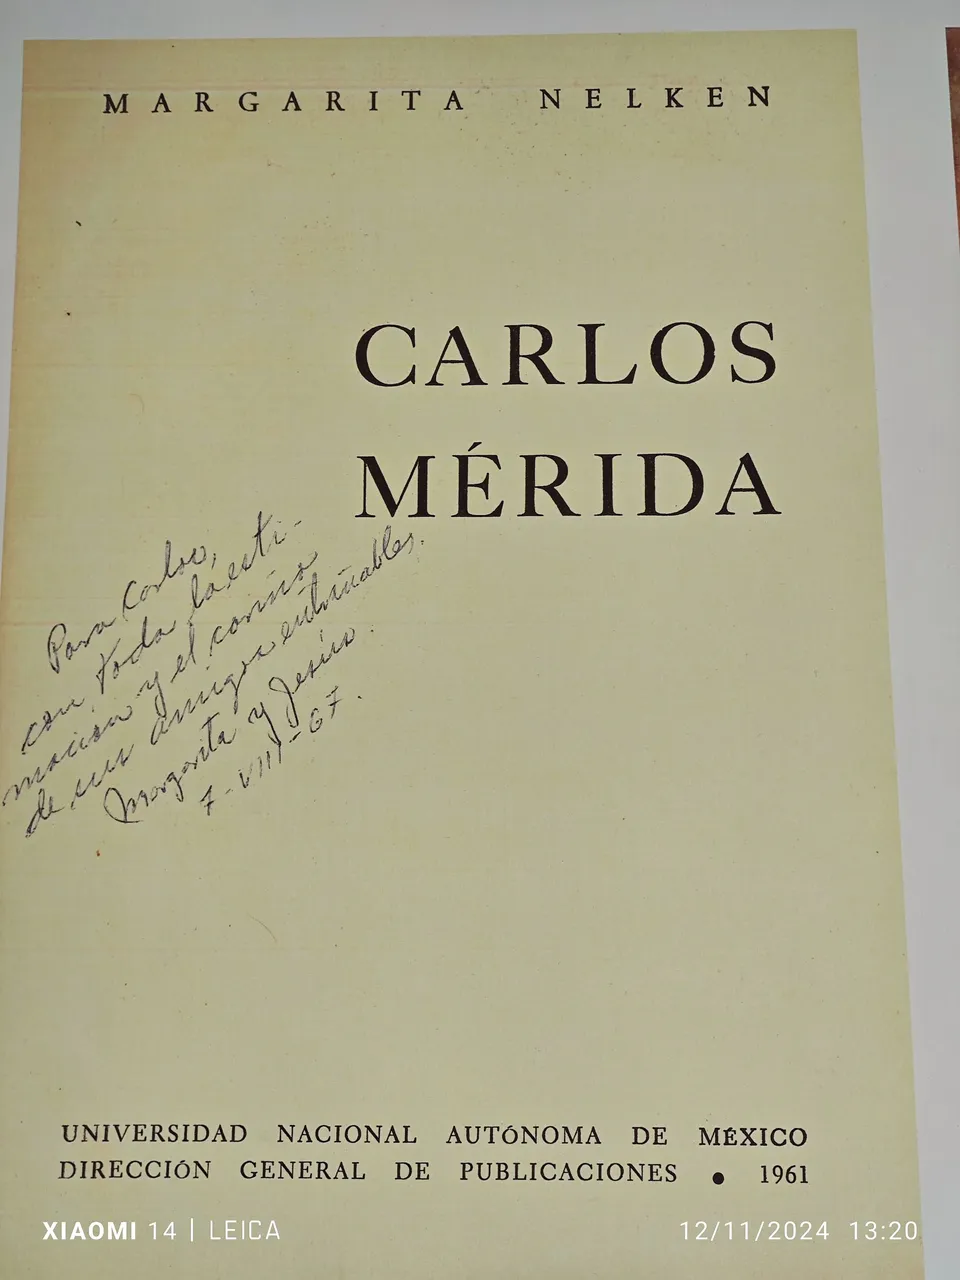 MARGARITA NELKEN
CARLOS
MÉRIDA
Para Carlos,
con toda la esti-
mación y el cariño
de sus amigos entrañables,
Margarita y Jesús.
7-VIII-67.
UNIVERSIDAD NACIONAL AUTÓNOMA DE MÉXICO
DIRECCIÓN GENERAL DE PUBLICACIONES • 1961
XIAOMI 14 | LEICA
12/11/2024 13:20